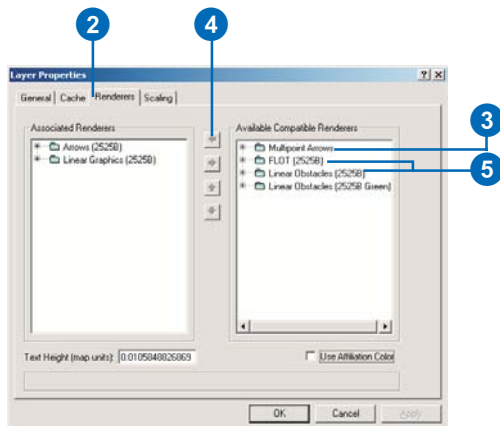 2
4
Layer Properties
General
Cache
Renderers
Scaling
Associated Renderers
Arrows (2525B)
Linear Graphics (2525B)
Available Compatible Renderers
Multipoint Arrows
FLOT (2525B)
Linear Obstacles (2525B)
Linear Obstacles (2525B Green)
3
5
Text Height (map units): 0.0105848826869
Use Affiliation Color
OK
Cancel
Apply